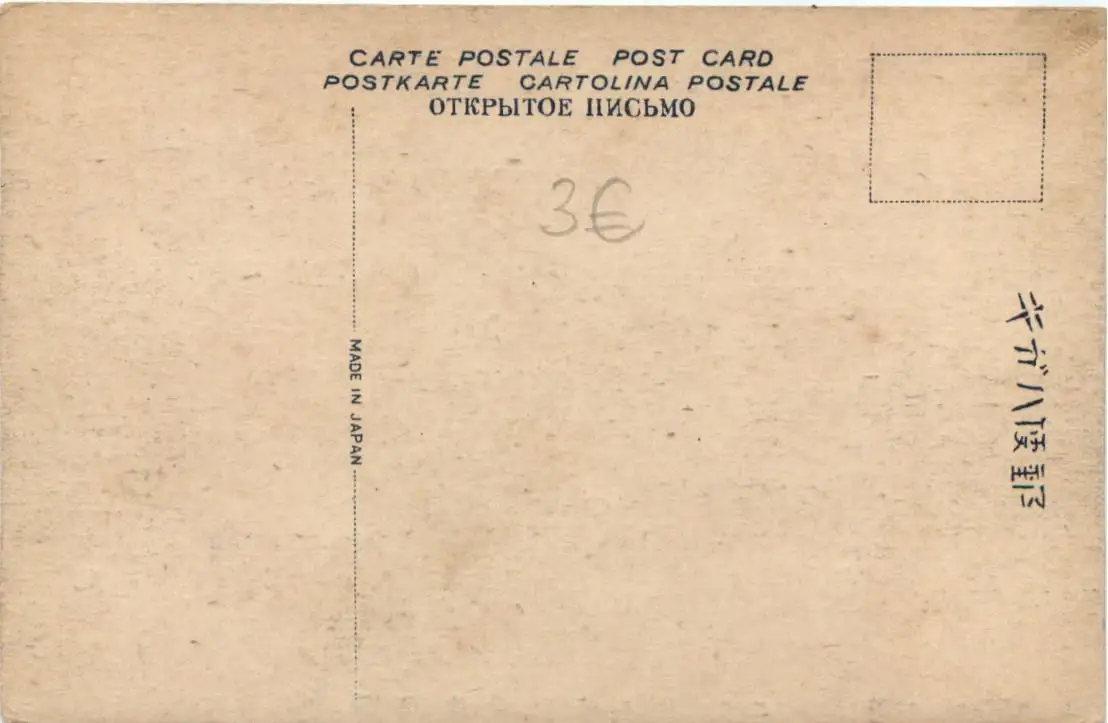 CARTE POSTALE POST CARD
POSTKARTE CARTOLINA POSTALE
ОТКРЫТОЕ ПИСЬМО
3€
MADE IN JAPAN
郵便ハガキ